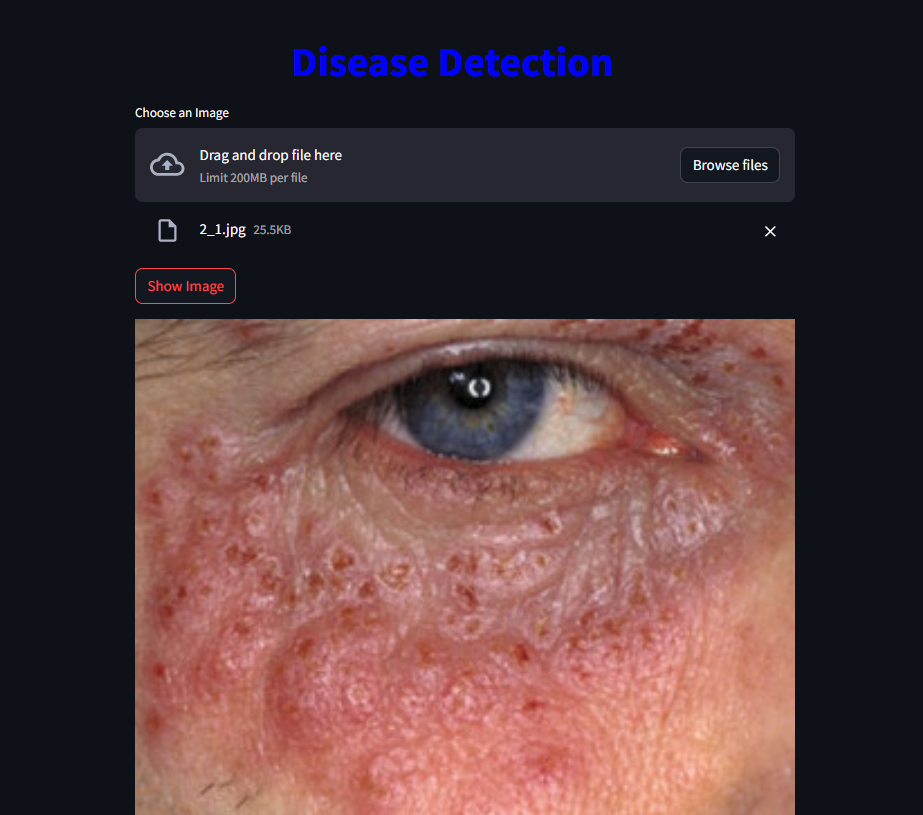 Disease Detection
Choose an Image
Drag and drop file here
Limit 200MB per file
Browse files
2_1.jpg 25.5KB
Show Image